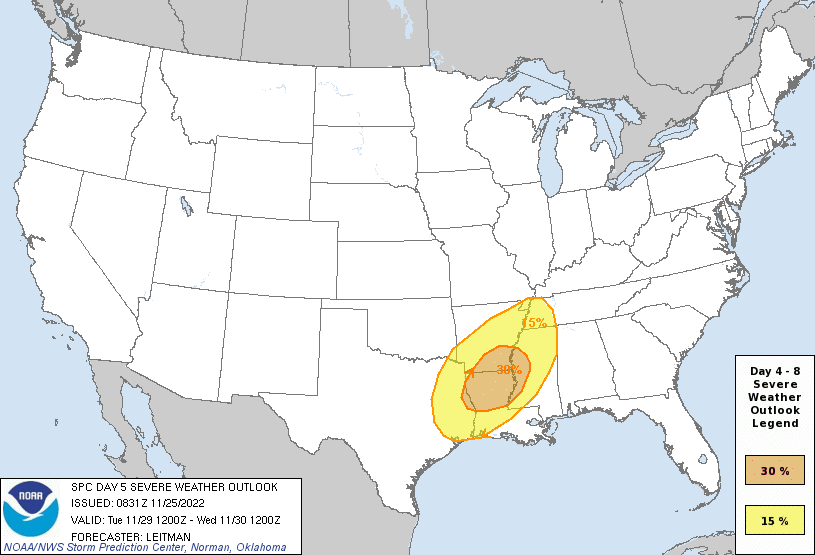 15%
30%
Day 4 - 8
Severe
Weather
Outlook
Legend
30 %
15 %
NOAA
SPC DAY 5 SEVERE WEATHER OUTLOOK
ISSUED: 0831Z 11/25/2022
VALID: Tue 11/29 1200Z - Wed 11/30 1200Z
FORECASTER: LEITMAN
NOAA/NWS Storm Prediction Center, Norman, Oklahoma